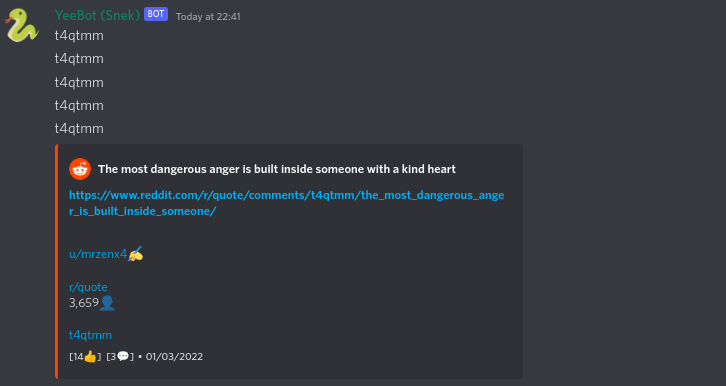 YeeBot (Snek) BOT Today at 22:41
t4qtmm
t4qtmm
t4qtmm
t4qtmm
t4qtmm
The most dangerous anger is built inside someone with a kind heart
https://www.reddit.com/r/quote/comments/t4qtmm/the_most_dangerous_ange
r_is_built_inside_someone/
u/mrzenx4✍️
r/quote
3,659👤
t4qtmm
[14👍] [3💬] • 01/03/2022